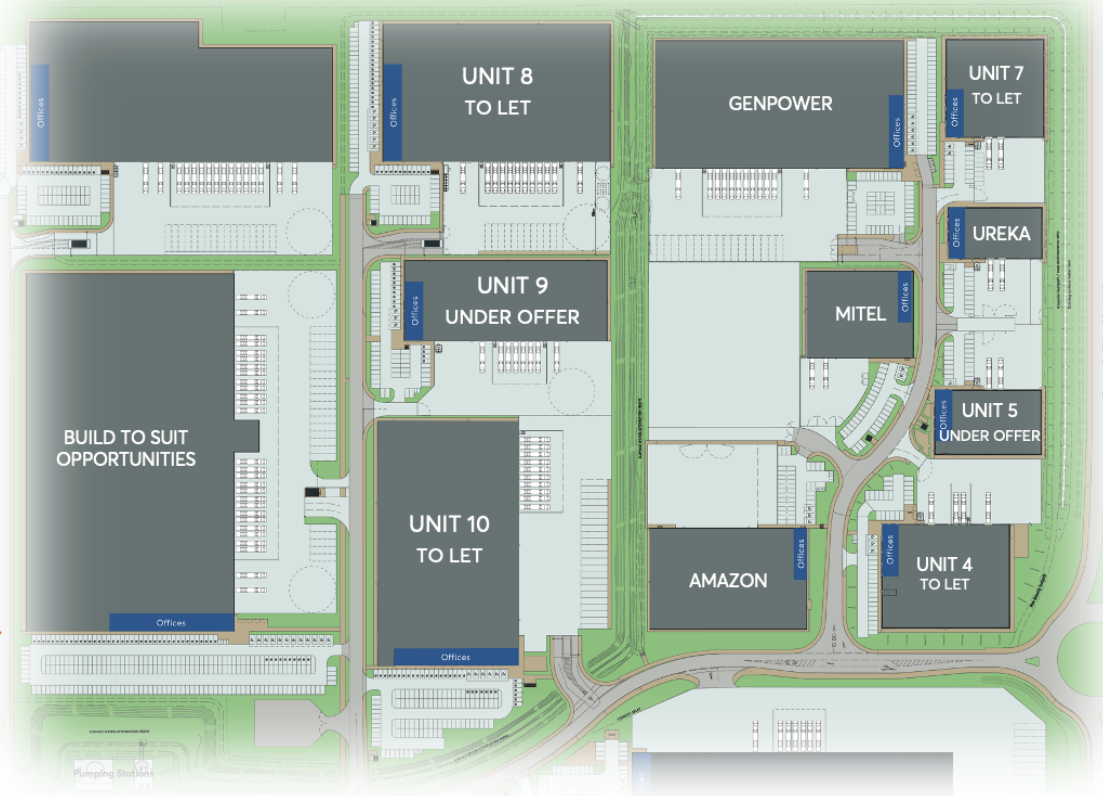 UNIT 8
TO LET
GENPOWER
UNIT 7
TO LET
Offices
Offices
Offices
Offices
UREKA
Offices
UNIT 9
UNDER OFFER
Offices
MITEL
Offices
BUILD TO SUIT
OPPORTUNITIES
UNIT 5
UNDER OFFER
Offices
UNIT 10
TO LET
AMAZON
Offices
UNIT 4
TO LET
Offices
Offices
Offices
Pumping Stations